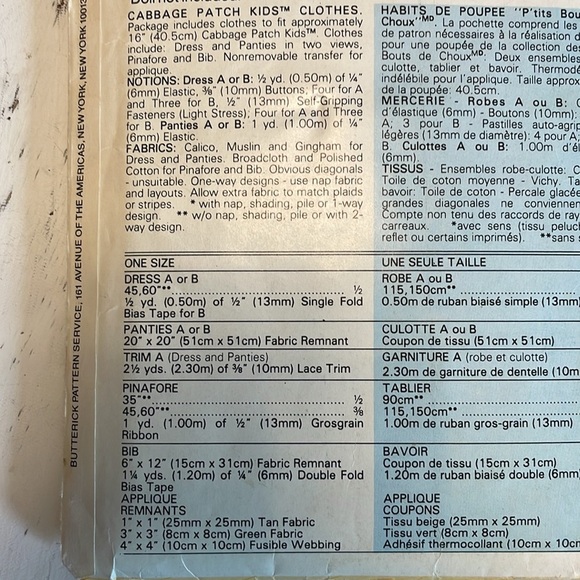 CABBAGE PATCH KIDS™ CLOTHES.
Package includes clothes to fit approximately
16" (40.5cm) Cabbage Patch Kids™. Clothes
include: Dress and Panties in two views,
Pinafore and Bib. Nonremovable transfer for
applique
NOTIONS: Dress A or B: ½ yd. (0.50m) of ¼"
(6mm) Elastic, ⅜" (10mm) Buttons; Four for A
and Three for B, ½" (13mm) Self-Gripping
Fasteners (Light Stress); Four for A and Three
for B. Panties A or B: 1 yd. (1.00m) of ¼"
(6mm) Elastic.
FABRICS: Calico, Muslin and Gingham for
Dress and Panties. Broadcloth and Polished
Cotton for Pinafore and Bib. Obvious diagonals
- unsuitable. One-way designs - use nap fabric
and layouts. Allow extra fabric to match plaids
or stripes. * with nap, shading, pile or 1-way
design. ** w/o nap, shading, pile or with 2-
way design.
ONE SIZE
DRESS A or B
45,60"** ½
½ yd. (0.50m) of ½" (13mm) Single Fold
Bias Tape for B
PANTIES A or B
20" x 20" (51cm x 51cm) Fabric Remnant
TRIM A (Dress and Panties)
2½ yds. (2.30m) of ⅜" (10mm) Lace Trim
PINAFORE
35"** ½
45,60"** ⅜
1 yd. (1.00m) of ½" (13mm) Grosgrain
Ribbon
BIB
6" x 12" (15cm x 31cm) Fabric Remnant
1¼ yds. (1.20m) of ¼" (6mm) Double Fold
Bias Tape
APPLIQUE
REMNANTS
1" x 1" (25mm x 25mm) Tan Fabric
3" x 3" (8cm x 8cm) Green Fabric
4" x 4" (10cm x 10cm) Fusible Webbing
HABITS DE POUPEE "P'tits Bou
Choux"MD. La pochette comprend les
de patron nécessaires à la réalisation d
pour une poupée de la collection des
Bouts de ChouxMD. Deux ensembles
culotte, tablier et bavoir. Thermodé
indélébile pour l'applique. Taille approx
de la poupée: 40.5cm.
MERCERIE - Robes A ou B:
d'élastique (6mm) - Boutons (10mm):
A; 3 pour B - Pastilles auto-agrip
légères (13mm de diamètre): 4 pour A;
B. Culottes A ou B: 1.00m d'él
(6mm).
TISSUS - Ensembles robe-culotte: C
Toile de coton moyenne - Vichy. Ta
bavoir: Toile de coton - Percale glacée
grandes diagonales ne conviennen
Compte non tenu des raccords de ray
carreaux. *avec sens (tissu peluch
reflet ou certains imprimés). **sans s
UNE SEULE TAILLE
ROBE A ou B
115,150cm**
0.50m de ruban biaisé simple (13mm)
CULOTTE A ou B
Coupon de tissu (51cm x 51cm)
GARNITURE A (robe et culotte)
2.30m de garniture de dentelle (10m
TABLIER
90cm**
115,150cm**
1.00m de ruban gros-grain (13mm)
BAVOIR
Coupon de tissu (15cm x 31cm)
1.20m de ruban biaisé double (6mm
APPLIQUE
COUPONS
Tissu beige (25mm x 25mm)
Tissu vert (8cm x 8cm)
Adhésif thermocollant (10cm x 10cm
BUTTERICK PATTERN SERVICE, 161 AVENUE OF THE AMERICAS, NEW YORK, NEW YORK 10013